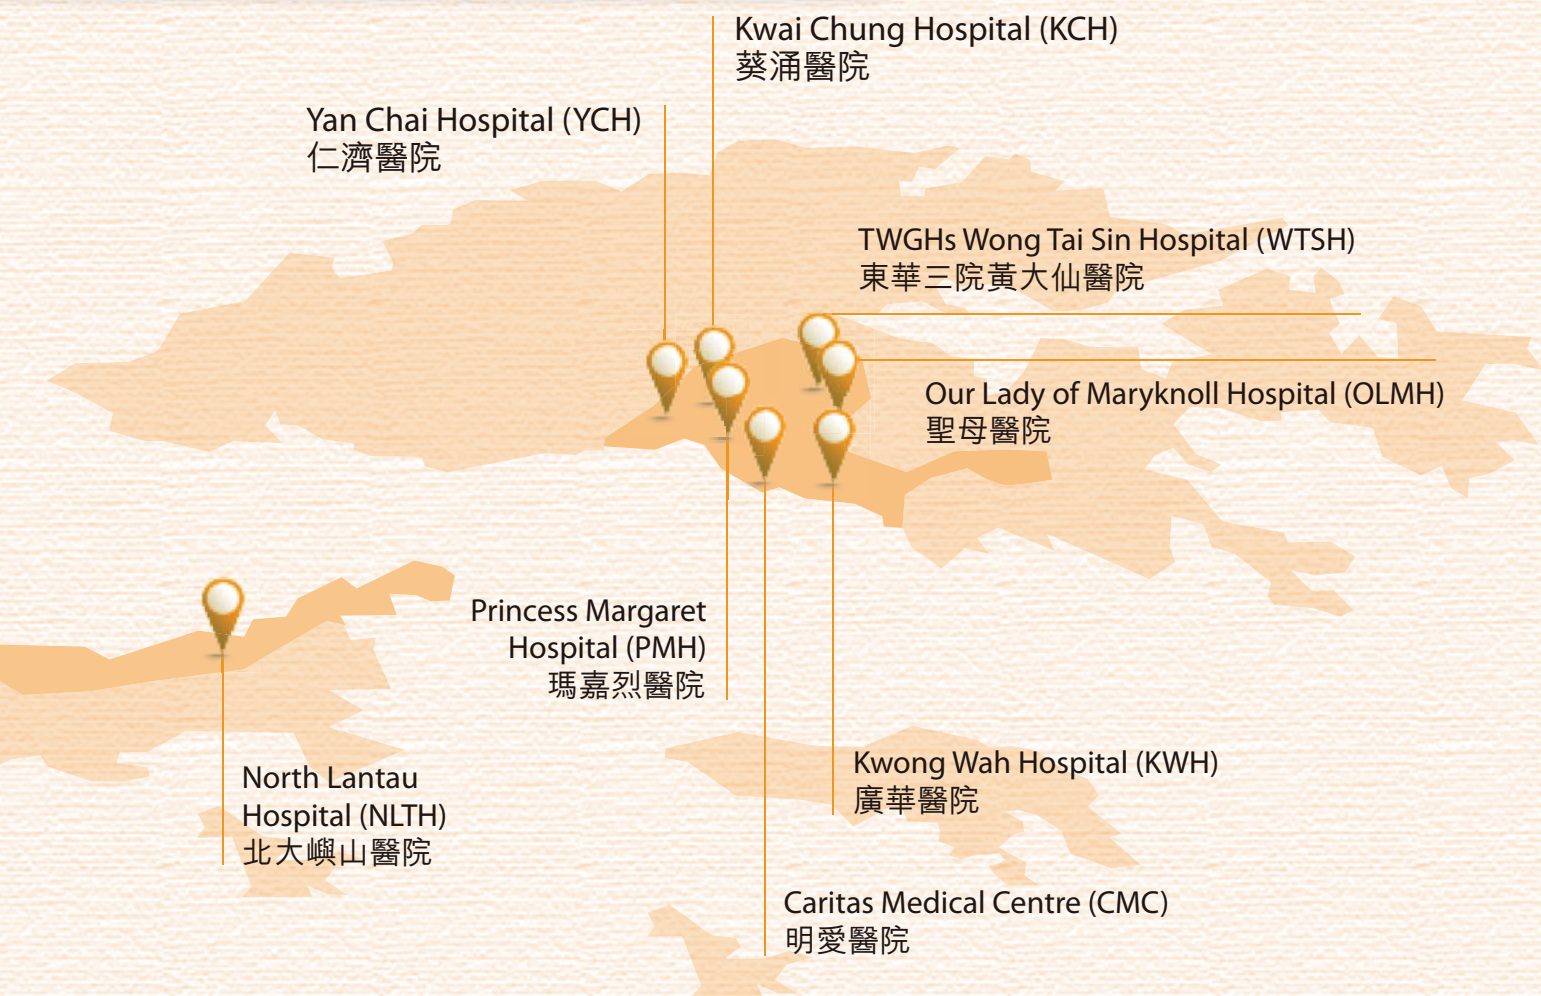 Kwai Chung Hospital (KCH)
葵涌醫院
Yan Chai Hospital (YCH)
仁濟醫院
TWGHs Wong Tai Sin Hospital (WTSH)
東華三院黃大仙醫院
Our Lady of Maryknoll Hospital (OLMH)
聖母醫院
Princess Margaret
Hospital (PMH)
瑪嘉烈醫院
North Lantau
Hospital (NLTH)
北大嶼山醫院
Kwong Wah Hospital (KWH)
廣華醫院
Caritas Medical Centre (CMC)
明愛醫院